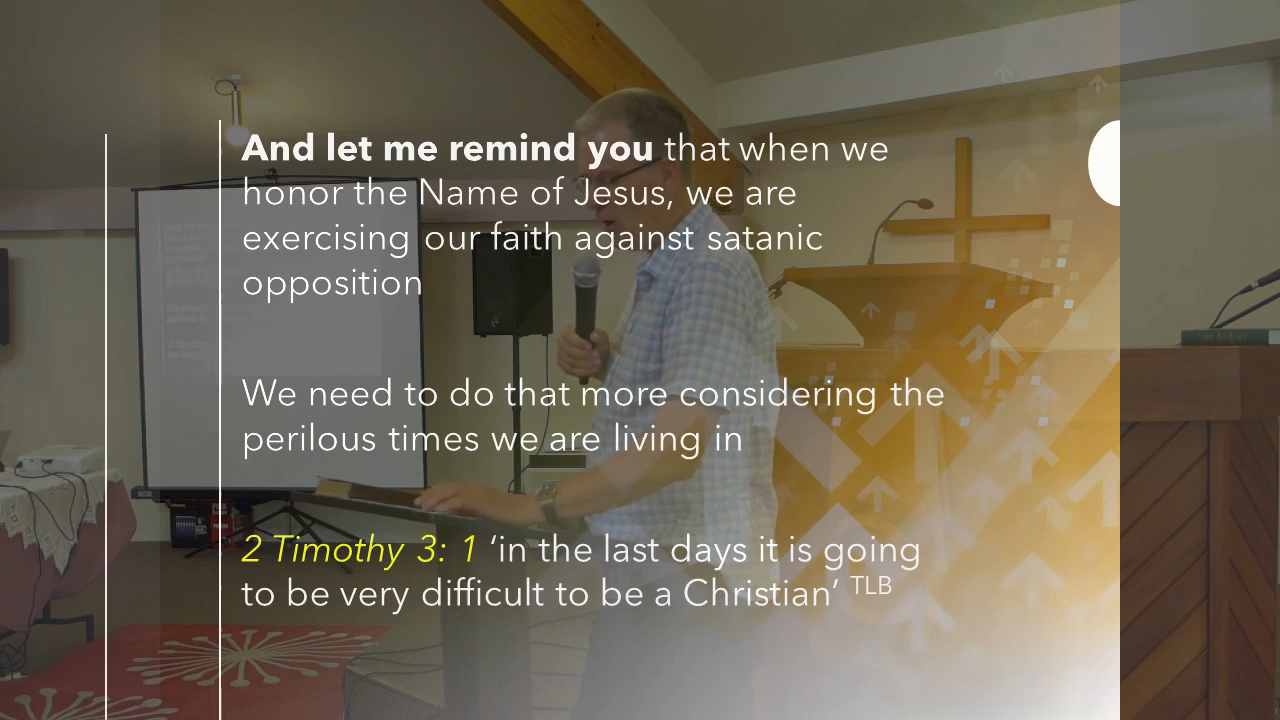 And let me remind you that when we
honor the Name of Jesus, we are
exercising our faith against satanic
opposition
We need to do that more considering the
perilous times we are living in
2 Timothy 3: 1 ‘in the last days it is going
to be very difficult to be a Christian’ TLB